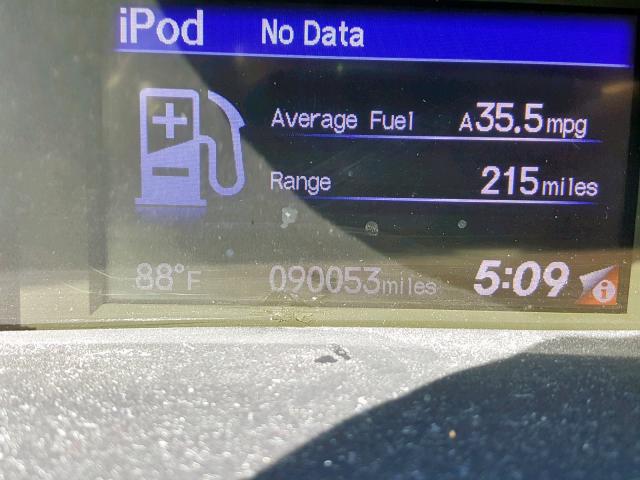 iPod No Data
Average Fuel A35.5mpg
Range 215miles
88°F 090053miles 5:09 i